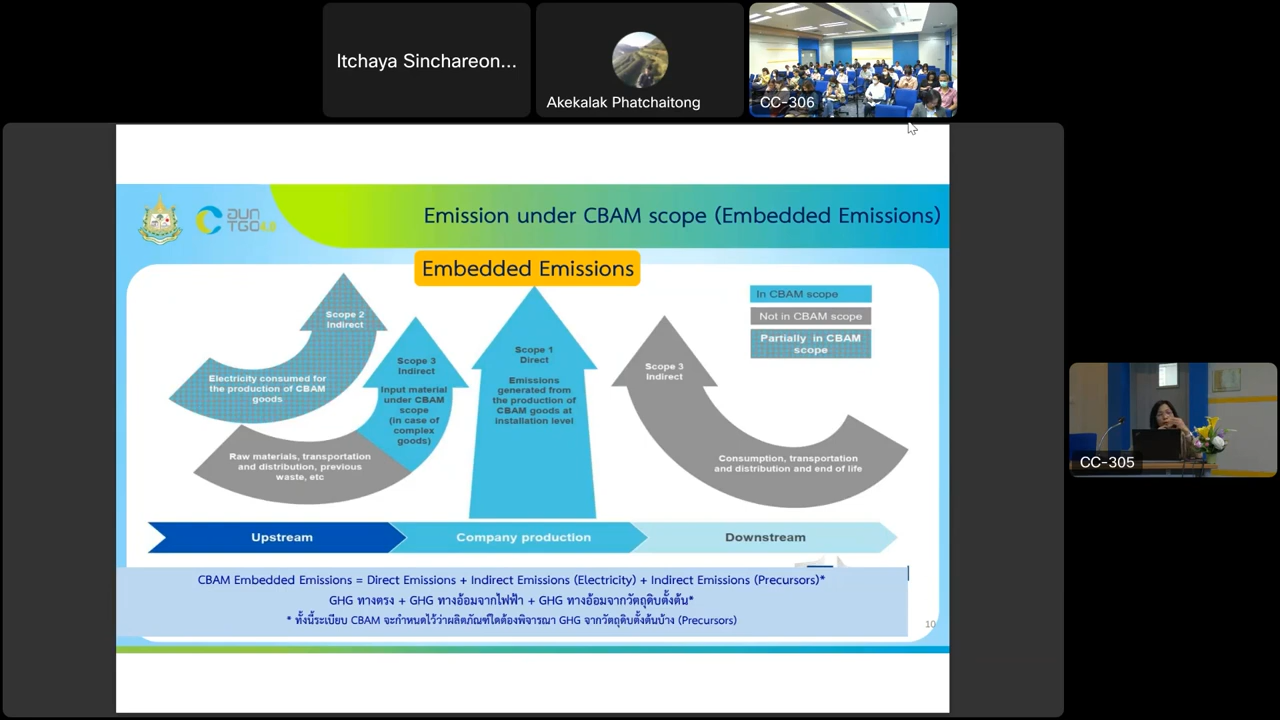 Itchaya Sinchareon...
Akekalak Phatchaitong
CC-306
อบก
TGO
Emission under CBAM scope (Embedded Emissions)
Embedded Emissions
In CBAM scope
Not in CBAM scope
Partially in CBAM
scope
Scope 2
Indirect
Electricity consumed for
the production of CBAM
goods
Scope 3
Indirect
Input material
under CBAM
scope
(in case of
complex
goods)
Raw materials, transportation
and distribution, previous
waste, etc
Scope 1
Direct
Emissions
generated from
the production of
CBAM goods at
installation level
Scope 3
Indirect
Consumption, transportation
and distribution and end of life
Upstream
Company production
Downstream
CBAM Embedded Emissions = Direct Emissions + Indirect Emissions (Electricity) + Indirect Emissions (Precursors)*
GHG ทางตรง + GHG ทางอ้อมจากไฟฟ้า + GHG ทางอ้อมจากวัตถุดิบตั้งต้น*
* ทั้งนี้ระเบียบ CBAM จะกำหนดไว้ว่าผลิตภัณฑ์ใดต้องพิจารณา GHG จากวัตถุดิบตั้งต้นบ้าง (Precursors)
10
CC-305